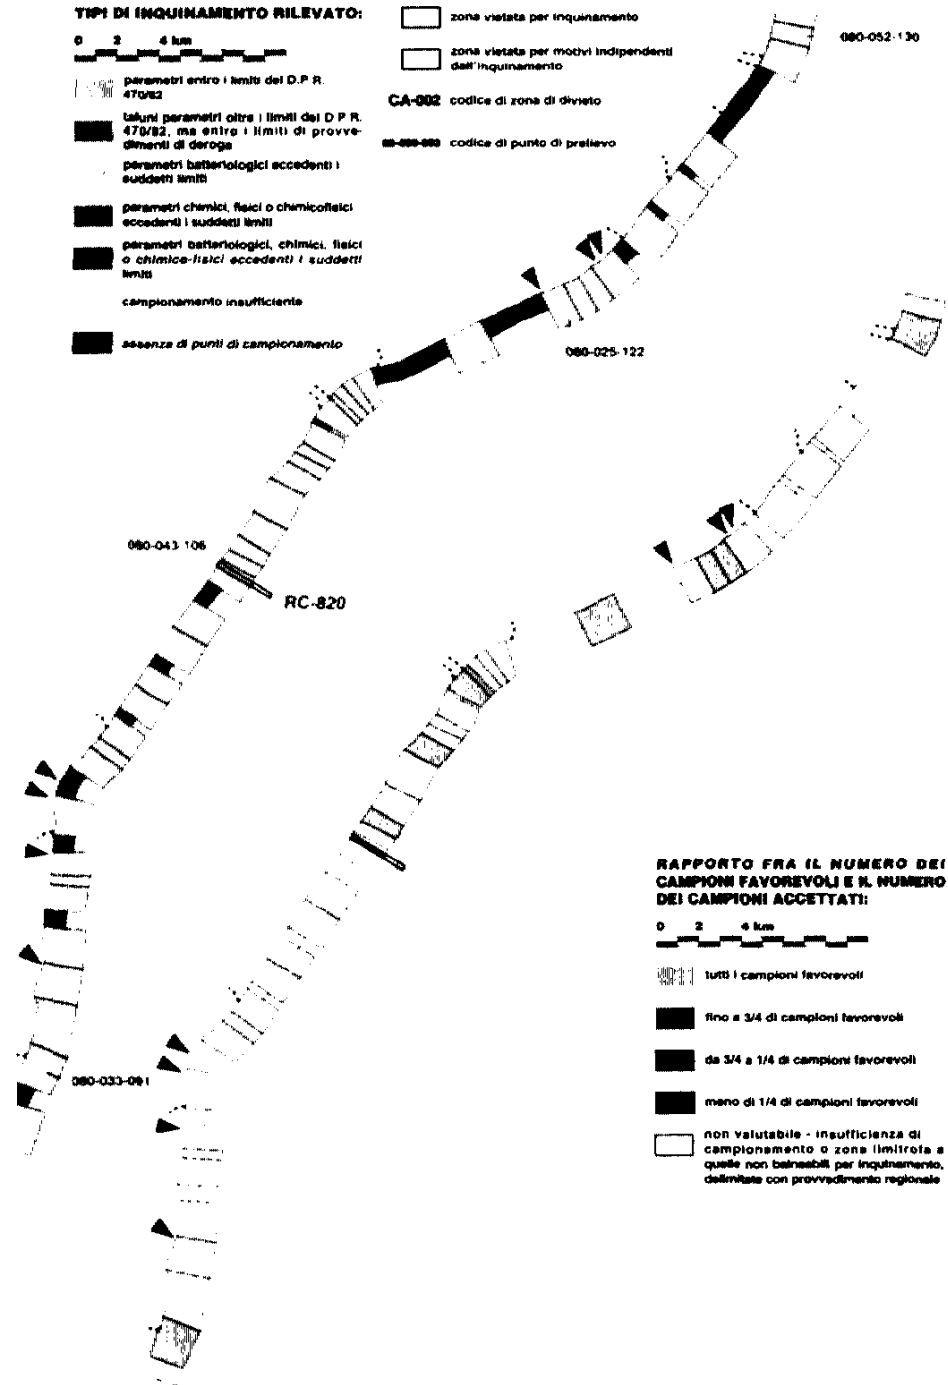 TIPI DI INQUINAMENTO RILEVATO:
0 2 4 km
parametri entro i limiti del D.P.R.
470/82
taluni parametri oltre i limiti del D P R.
470/82, ma entro i limiti di provve-
dimenti di deroga
parametri batteriologici eccedenti i
suddetti limiti
parametri chimici, fisici o chimicofisici
eccedenti i suddetti limiti
parametri batteriologici, chimici, fisici
o chimico-fisici eccedenti i suddetti
limiti
campionamento insufficiente
assenza di punti di campionamento
zona vietata per inquinamento
zona vietata per motivi indipendenti
dall'inquinamento
CA-002 codice di zona di divieto
codice di punto di prelievo
080-052-130
080-025-122
080-043-106
RC-820
080-033-091
RAPPORTO FRA IL NUMERO DEI
CAMPIONI FAVOREVOLI E IL NUMERO
DEI CAMPIONI ACCETTATI:
0 2 4 km
tutti i campioni favorevoli
fino a 3/4 di campioni favorevoli
da 3/4 a 1/4 di campioni favorevoli
meno di 1/4 di campioni favorevoli
non valutabile - insufficienza di
campionamento o zona limitrofa a
quelle non balneabili per inquinamento,
delimitate con provvedimento regionale